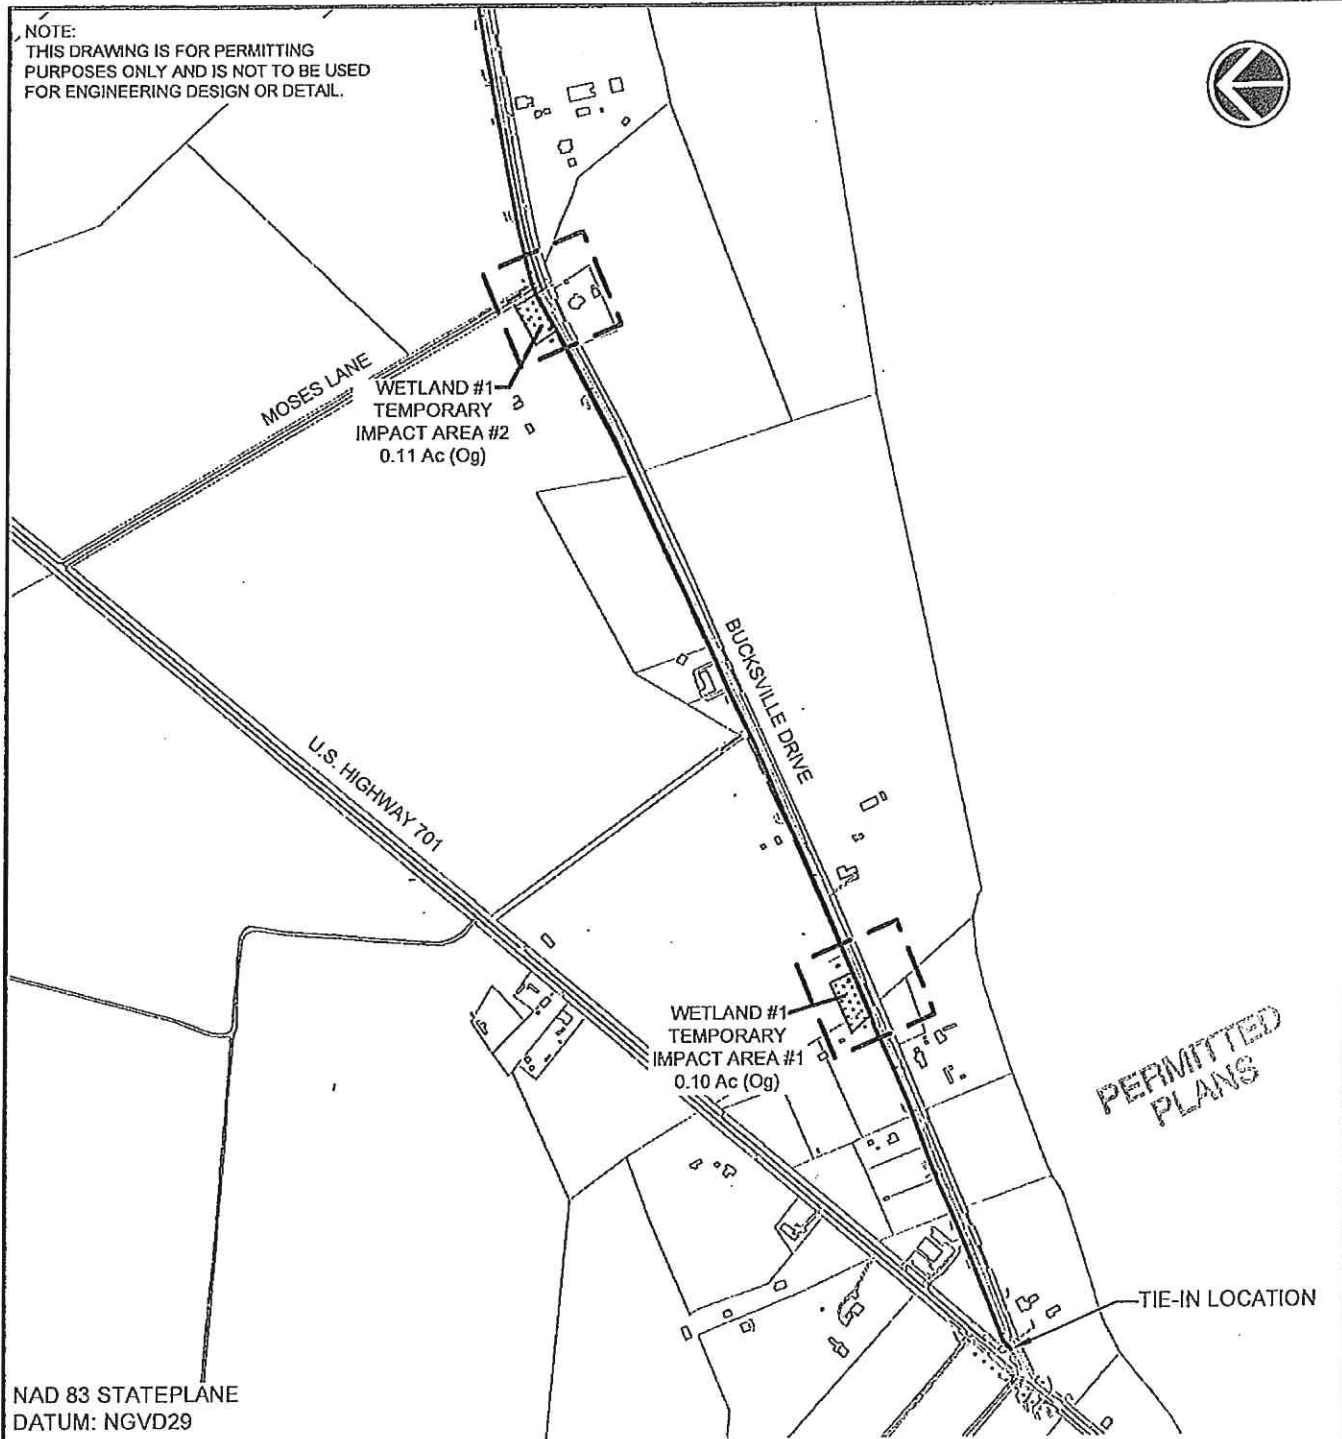 NOTE:
THIS DRAWING IS FOR PERMITTING
PURPOSES ONLY AND IS NOT TO BE USED
FOR ENGINEERING DESIGN OR DETAIL.
MOSES LANE
WETLAND #1
TEMPORARY
IMPACT AREA #2
0.11 Ac (Og)
BUCKSVILLE DRIVE
U.S. HIGHWAY 701
WETLAND #1
TEMPORARY
IMPACT AREA #1
0.10 Ac (Og)
PERMITTED
PLANS
TIE-IN LOCATION
NAD 83 STATEPLANE
DATUM: NGVD29